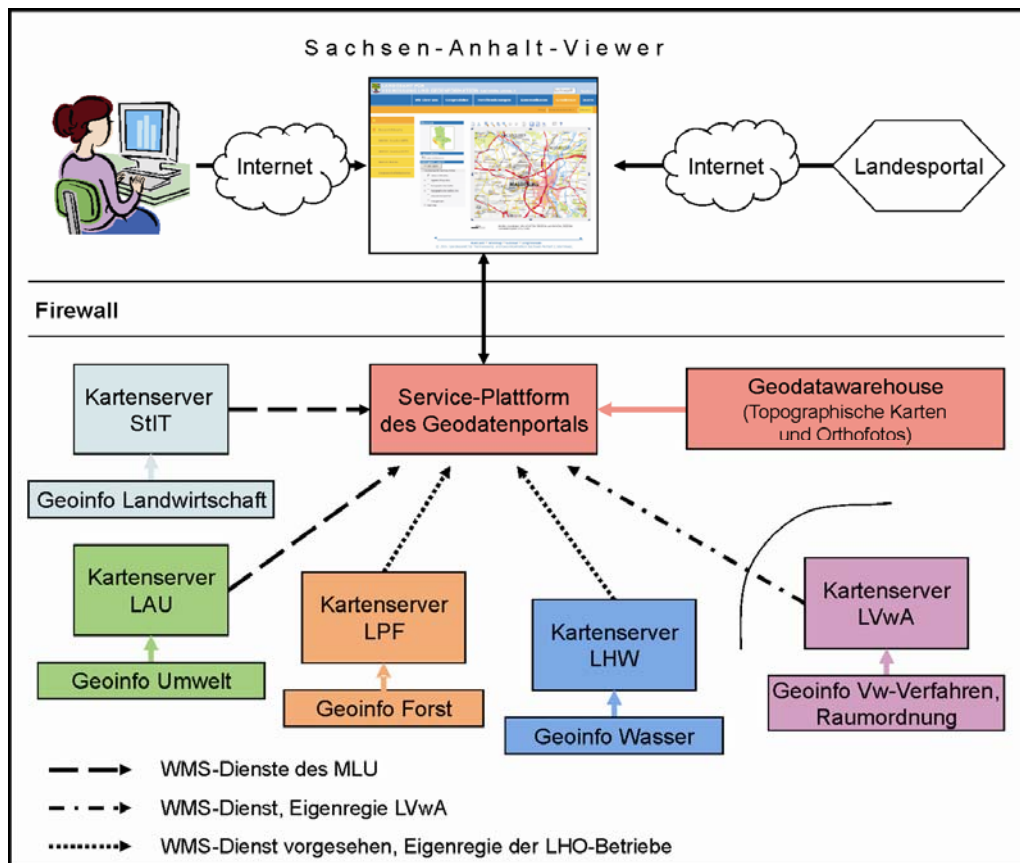 Sachsen-Anhalt-Viewer
Internet
Internet
Landesportal
Firewall
Kartenserver
StIT
Service-Plattform
des Geodatenportals
Geodatawarehouse
(Topographische Karten
und Orthofotos)
Geoinfo Landwirtschaft
Kartenserver
LAU
Kartenserver
LPF
Kartenserver
LHW
Kartenserver
LVwA
Geoinfo Umwelt
Geoinfo Forst
Geoinfo Wasser
Geoinfo Vw-Verfahren,
Raumordnung
WMS-Dienste des MLU
WMS-Dienst, Eigenregie LVwA
WMS-Dienst vorgesehen, Eigenregie der LHO-Betriebe